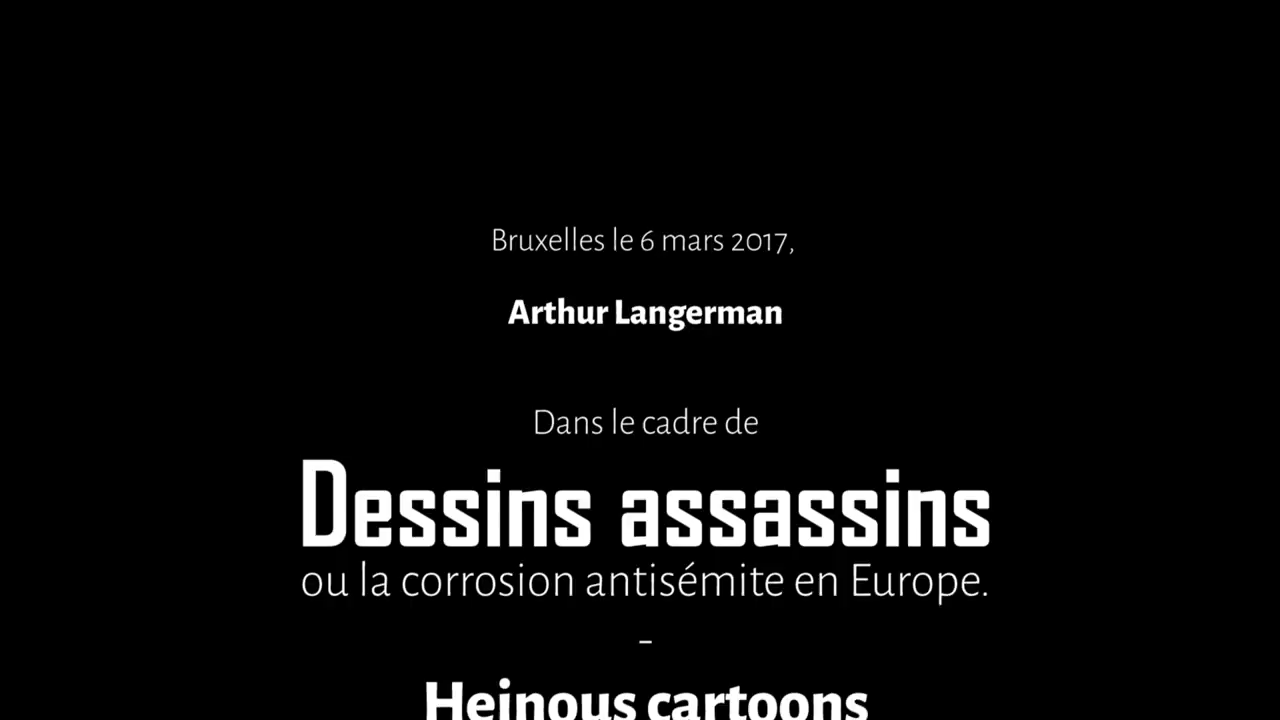 Bruxelles le 6 mars 2017,
Arthur Langerman
Dans le cadre de
Dessins assassins
ou la corrosion antisémite en Europe.
–
Heinous cartoons